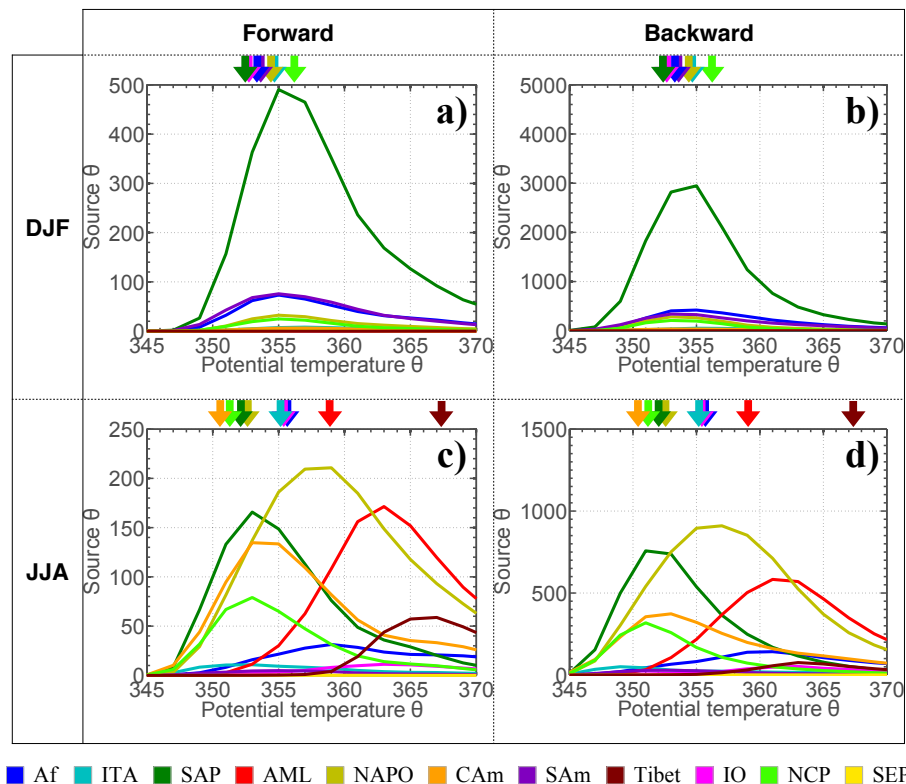 Forward Backward
DJF
a)
500
400
300
200
100
0
Source θ
345 350 355 360 365 370
Potential temperature θ
b)
5000
4000
3000
2000
1000
0
Source θ
345 350 355 360 365 370
Potential temperature θ
JJA
c)
250
200
150
100
50
0
Source θ
345 350 355 360 365 370
Potential temperature θ
d)
1500
1000
500
0
Source θ
345 350 355 360 365 370
Potential temperature θ
Af ITA SAP AML NAPO CAm SAm Tibet IO NCP SEP